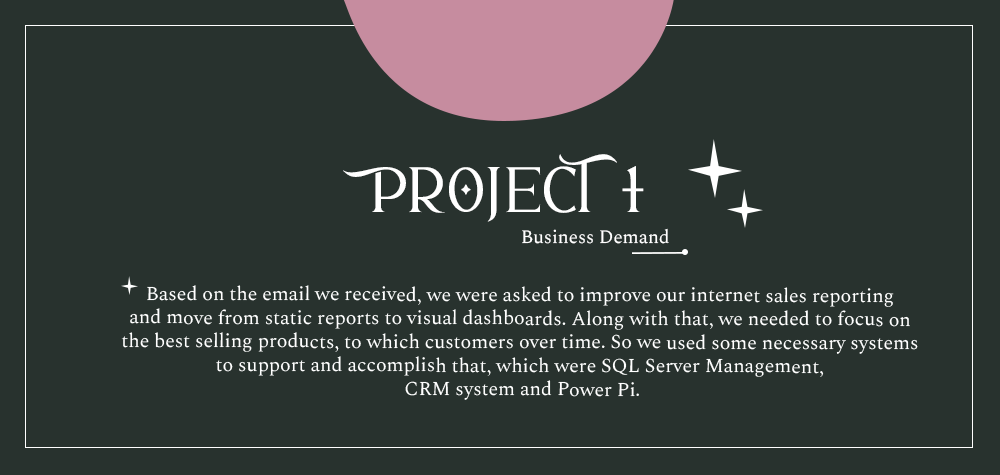 PROJECT 1
Business Demand
Based on the email we received, we were asked to improve our internet sales reporting
and move from static reports to visual dashboards. Along with that, we needed to focus on
the best selling products, to which customers over time. So we used some necessary systems
to support and accomplish that, which were SQL Server Management,
CRM system and Power Pi.